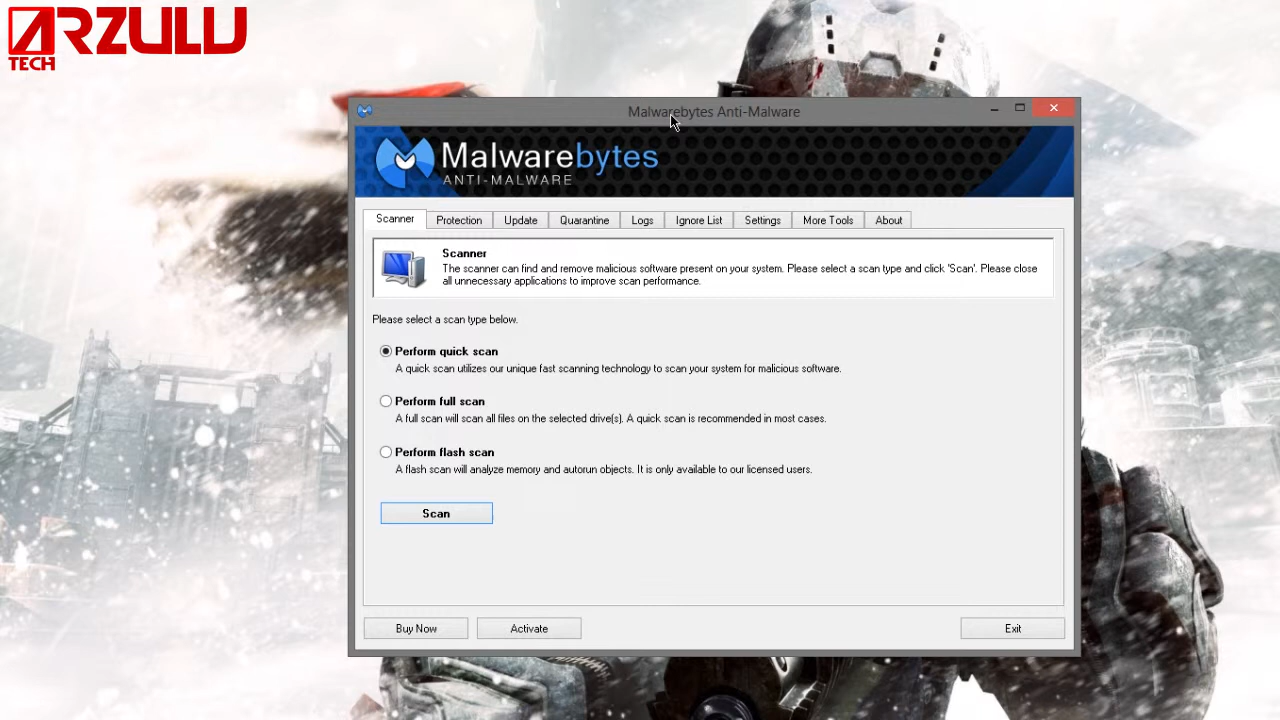 ARZULU
TECH
Malwarebytes Anti-Malware
Malwarebytes
ANTI-MALWARE
Scanner Protection Update Quarantine Logs Ignore List Settings More Tools About
Scanner
The scanner can find and remove malicious software present on your system. Please select a scan type and click 'Scan'. Please close
all unnecessary applications to improve scan performance.
Please select a scan type below.
Perform quick scan
A quick scan utilizes our unique fast scanning technology to scan your system for malicious software.
Perform full scan
A full scan will scan all files on the selected drive(s). A quick scan is recommended in most cases.
Perform flash scan
A flash scan will analyze memory and autorun objects. It is only available to our licensed users.
Scan
Buy Now Activate Exit